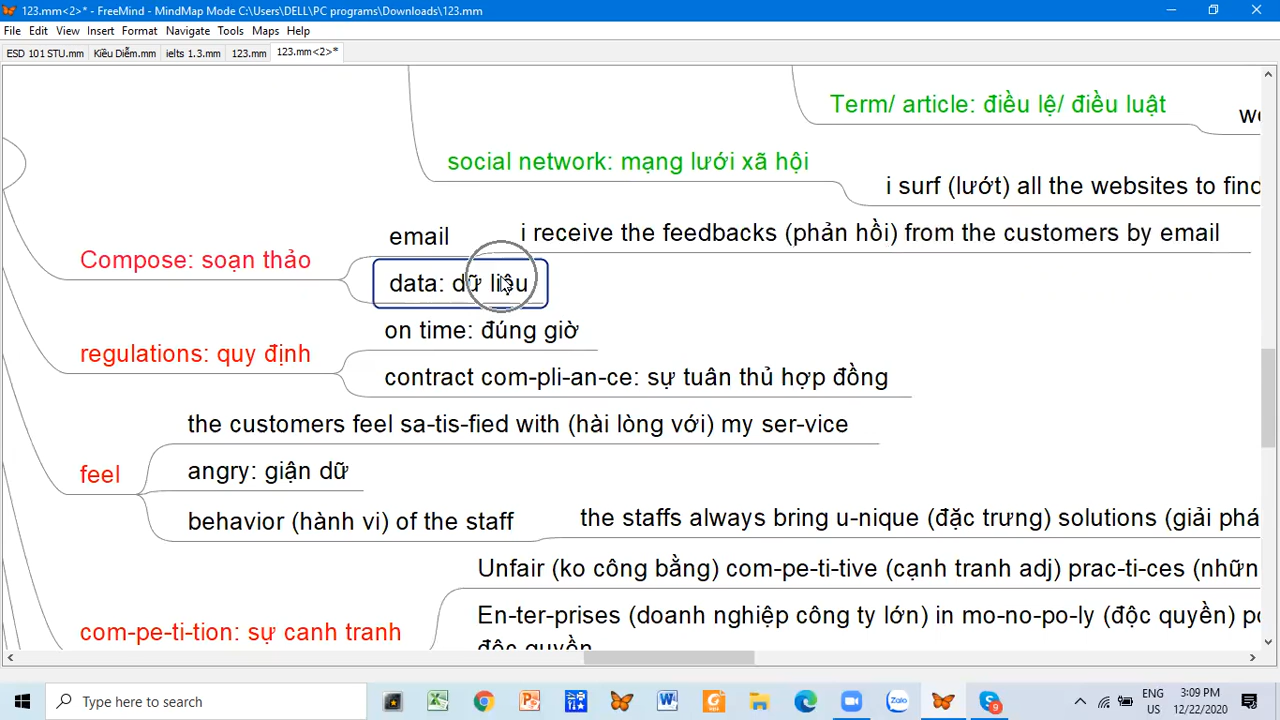 123.mm<2>* - FreeMind - MindMap Mode C:\Users\DELL\PC programs\Downloads\123.mm
File Edit View Insert Format Navigate Tools Maps Help
ESD 101 STU.mm Kiều Diễm.mm ielts 1.3.mm 123.mm 123.mm<2>*
Term/ article: điều lệ/ điều luật
we
social network: mạng lưới xã hội
i surf (lướt) all the websites to find
email
i receive the feedbacks (phản hồi) from the customers by email
Compose: soạn thảo
data: dữ liệu
on time: đúng giờ
regulations: quy định
contract com-pli-an-ce: sự tuân thủ hợp đồng
the customers feel sa-tis-fied with (hài lòng với) my ser-vice
feel
angry: giận dữ
behavior (hành vi) of the staff
the staffs always bring u-nique (đặc trưng) solutions (giải phá
Unfair (ko công bằng) com-pe-ti-tive (cạnh tranh adj) prac-ti-ces (nhữn
En-ter-prises (doanh nghiệp công ty lớn) in mo-no-po-ly (độc quyền) po
com-pe-ti-tion: sự canh tranh
độc quyền
Type here to search
ENG
US
3:09 PM
12/22/2020
Zalo
9